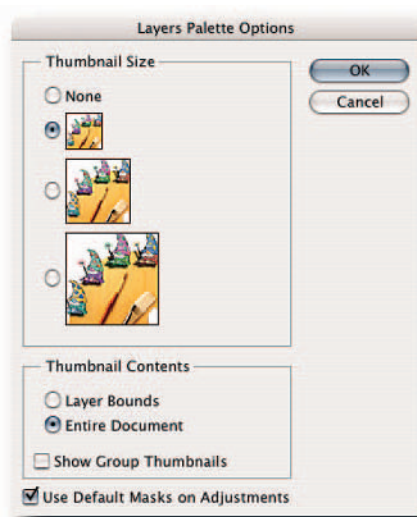 Layers Palette Options
Thumbnail Size
None
OK
Cancel
Thumbnail Contents
Layer Bounds
Entire Document
Show Group Thumbnails
Use Default Masks on Adjustments